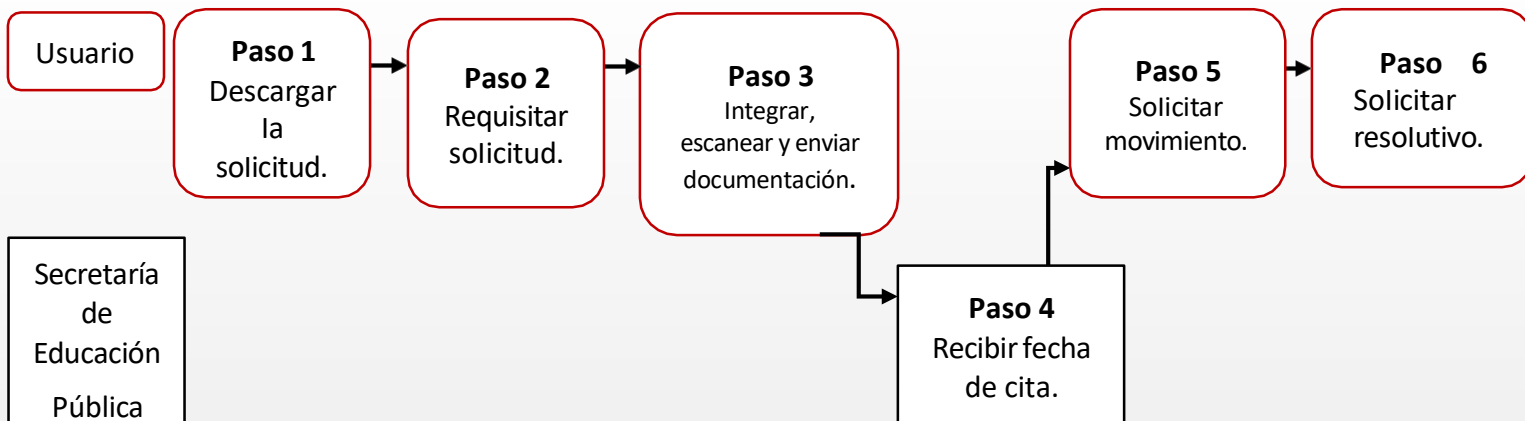 Usuario
Paso 1
Descargar
la
solicitud.
Paso 2
Requisitar
solicitud.
Paso 3
Integrar,
escanear y enviar
documentación.
Paso 5
Solicitar
movimiento.
Paso 6
Solicitar
resolutivo.
Secretaría
de
Educación
Pública
Paso 4
Recibir fecha
de cita.